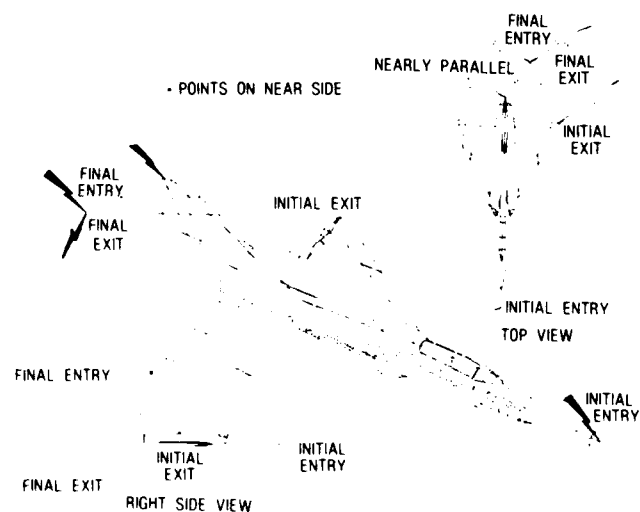 FINAL
ENTRY
NEARLY PARALLEL
FINAL
EXIT
• POINTS ON NEAR SIDE
INITIAL
EXIT
FINAL
ENTRY
FINAL
EXIT
INITIAL EXIT
INITIAL ENTRY
TOP VIEW
FINAL ENTRY
INITIAL
ENTRY
INITIAL
EXIT
INITIAL
ENTRY
FINAL EXIT
RIGHT SIDE VIEW